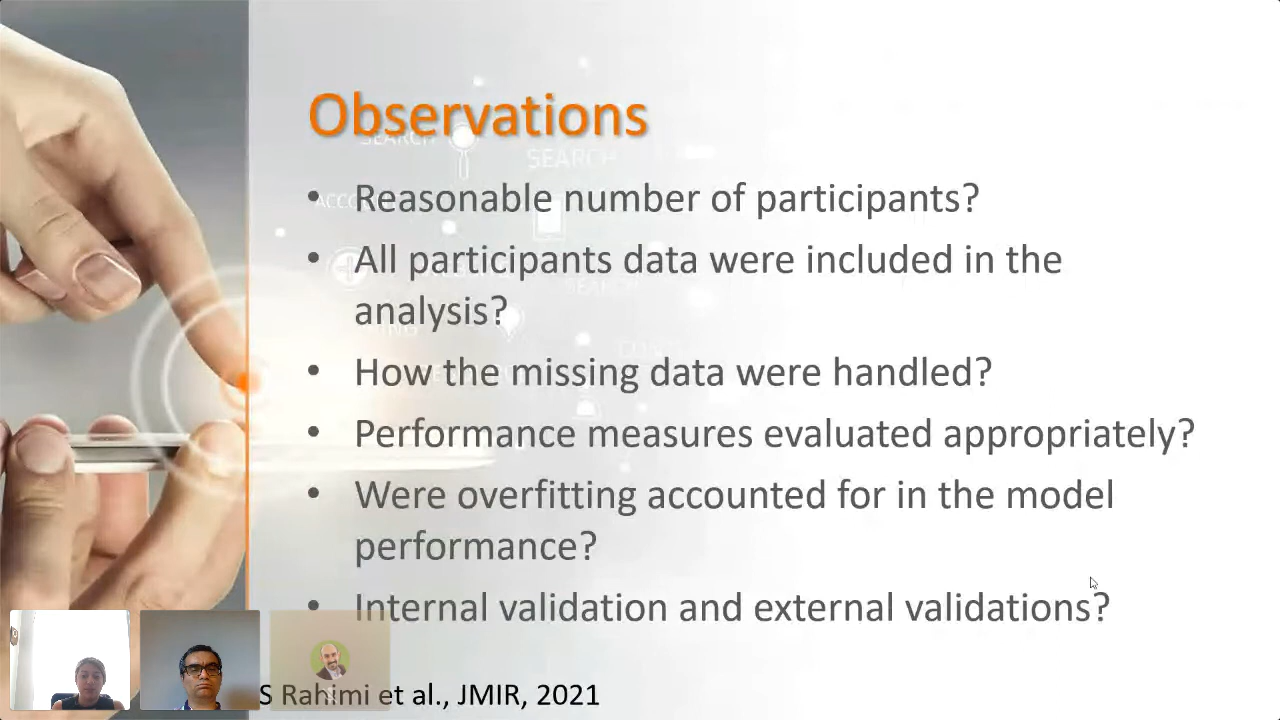 Observations
SEARCH
SEARCH
• Reasonable number of participants?
• All participants data were included in the
analysis?
• How the missing data were handled?
• Performance measures evaluated appropriately?
• Were overfitting accounted for in the model
performance?
• Internal validation and external validations?
S Rahimi et al., JMIR, 2021